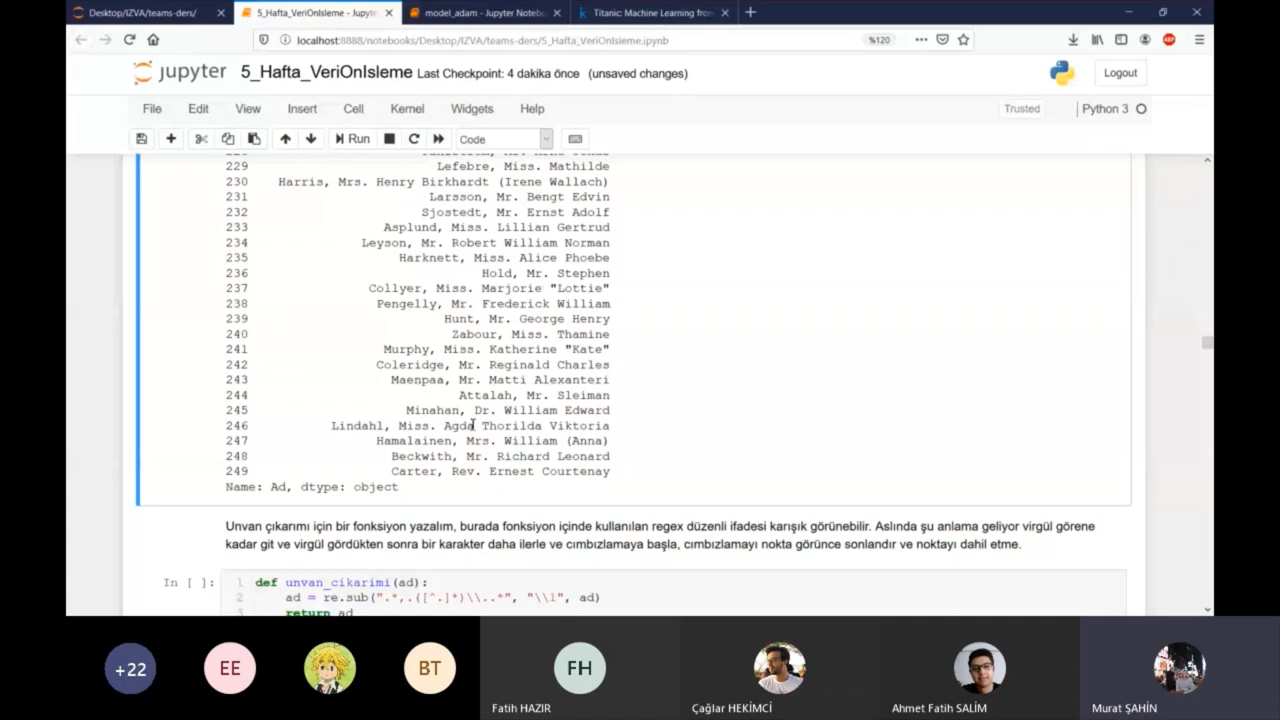 Desktop/IZVA/teams-ders/
5_Hafta_VeriOnIsleme - Jupyte
model_adam - Jupyter Notebook
Titanic: Machine Learning from
localhost:8888/notebooks/Desktop/IZVA/teams-ders/5_Hafta_VeriOnIsleme.ipynb
%120
ABP
jupyter 5_Hafta_VeriOnIsleme Last Checkpoint: 4 dakika önce (unsaved changes)
Logout
File Edit View Insert Cell Kernel Widgets Help
Trusted
Python 3
Run
Code
229 Lefebre, Miss. Mathilde
230 Harris, Mrs. Henry Birkhardt (Irene Wallach)
231 Larsson, Mr. Bengt Edvin
232 Sjostedt, Mr. Ernst Adolf
233 Asplund, Miss. Lillian Gertrud
234 Leyson, Mr. Robert William Norman
235 Harknett, Miss. Alice Phoebe
236 Hold, Mr. Stephen
237 Collyer, Miss. Marjorie "Lottie"
238 Pengelly, Mr. Frederick William
239 Hunt, Mr. George Henry
240 Zabour, Miss. Thamine
241 Murphy, Miss. Katherine "Kate"
242 Coleridge, Mr. Reginald Charles
243 Maenpaa, Mr. Matti Alexanteri
244 Attalah, Mr. Sleiman
245 Minahan, Dr. William Edward
246 Lindahl, Miss. Agda Thorilda Viktoria
247 Hamalainen, Mrs. William (Anna)
248 Beckwith, Mr. Richard Leonard
249 Carter, Rev. Ernest Courtenay
Name: Ad, dtype: object
Unvan çıkarımı için bir fonksiyon yazalım, burada fonksiyon içinde kullanılan regex düzenli ifadesi karışık görünebilir. Aslında şu anlama geliyor virgül görene
kadar git ve virgül gördükten sonra bir karakter daha ilerle ve cımbızlamaya başla, cımbızlamayı nokta görünce sonlandır ve noktayı dahil etme.
In [ ]: 1 def unvan_cikarimi(ad):
2 ad = re.sub(".*,.([^.]*)\\..*", "\\1", ad)
3 return ad
+22
EE
BT
FH
Fatih HAZIR
Çağlar HEKİMCİ
Ahmet Fatih SALİM
Murat ŞAHİN